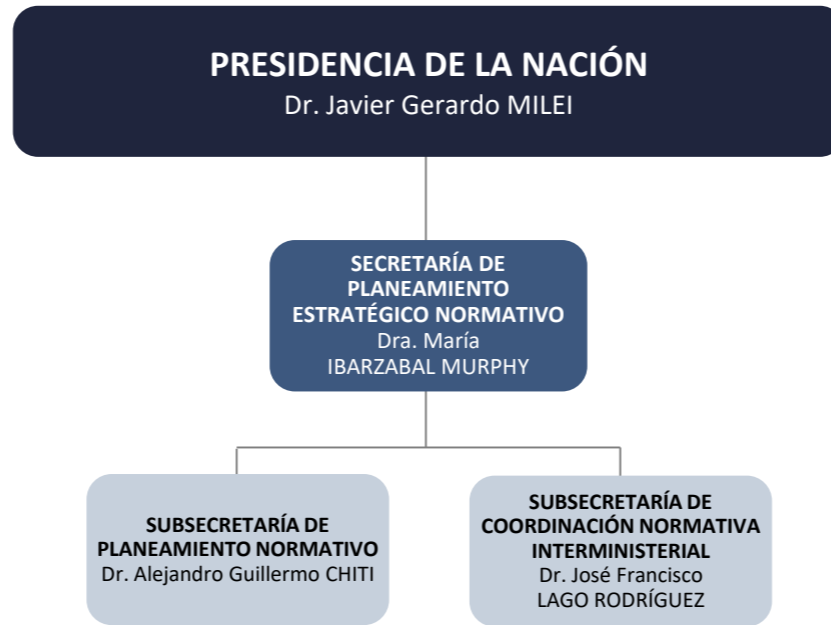 PRESIDENCIA DE LA NACIÓN
Dr. Javier Gerardo MILEI
SECRETARÍA DE
PLANEAMIENTO
ESTRATÉGICO NORMATIVO
Dra. María
IBARZABAL MURPHY
SUBSECRETARÍA DE
PLANEAMIENTO NORMATIVO
Dr. Alejandro Guillermo CHITI
SUBSECRETARÍA DE
COORDINACIÓN NORMATIVA
INTERMINISTERIAL
Dr. José Francisco
LAGO RODRÍGUEZ